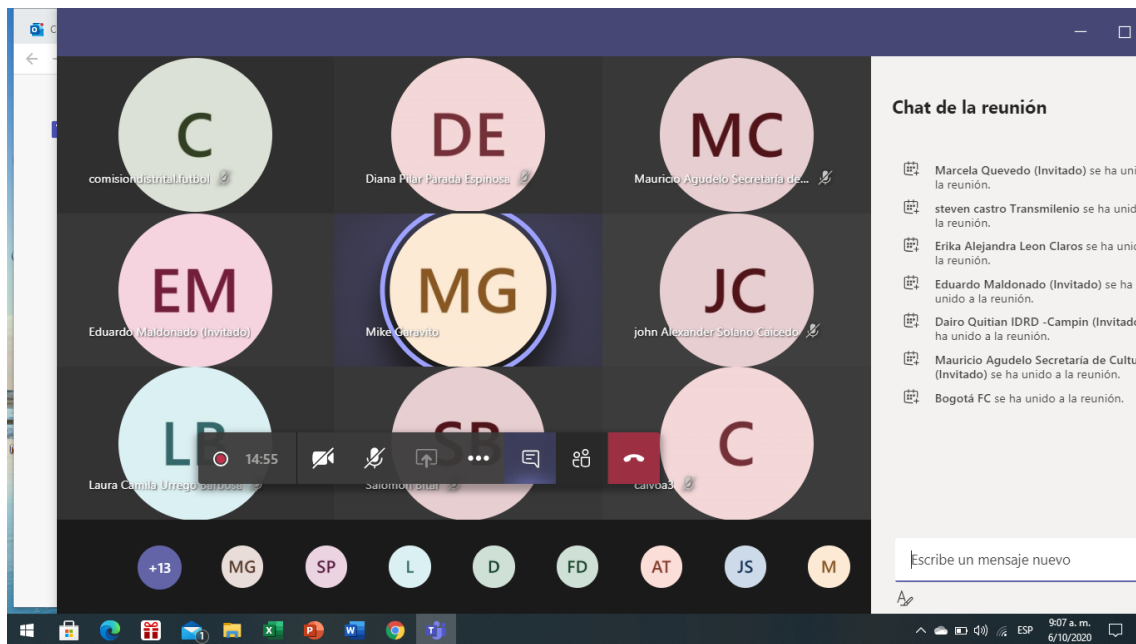 C
comisiondistrital.futbol
DE
Diana Pilar Parada Espinosa
MC
Mauricio Agudelo Secretaría de...
EM
Eduardo Maldonado (Invitado)
MG
Mike Garavito
JC
john Alexander Solano Caicedo
LB
Laura Camila Urrego Barbosa
SB
Salomon Bitar
C
calvoa3
14:55
+13
MG
SP
L
D
FD
AT
JS
M
Chat de la reunión
Marcela Quevedo (Invitado) se ha uni
la reunión.
steven castro Transmilenio se ha unid
la reunión.
Erika Alejandra Leon Claros se ha unid
la reunión.
Eduardo Maldonado (Invitado) se ha
unido a la reunión.
Dairo Quitian IDRD -Campin (Invitado
ha unido a la reunión.
Mauricio Agudelo Secretaría de Cultu
(Invitado) se ha unido a la reunión.
Bogotá FC se ha unido a la reunión.
Escribe un mensaje nuevo
ESP
9:07 a. m.
6/10/2020